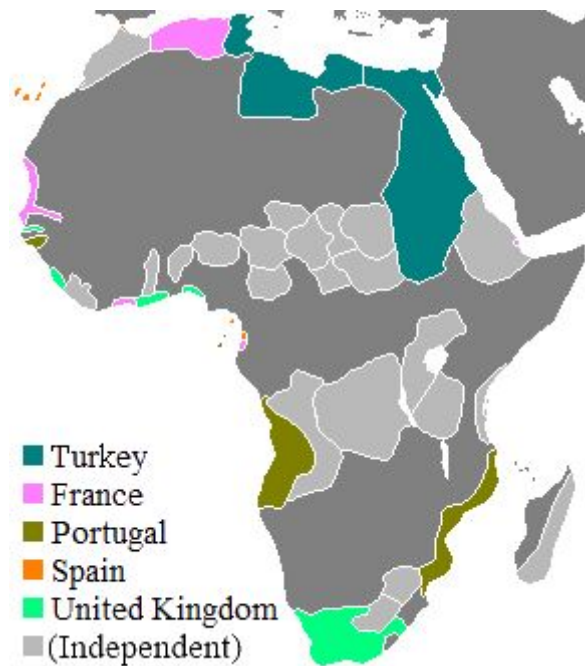 Turkey
France
Portugal
Spain
United Kingdom
(Independent)